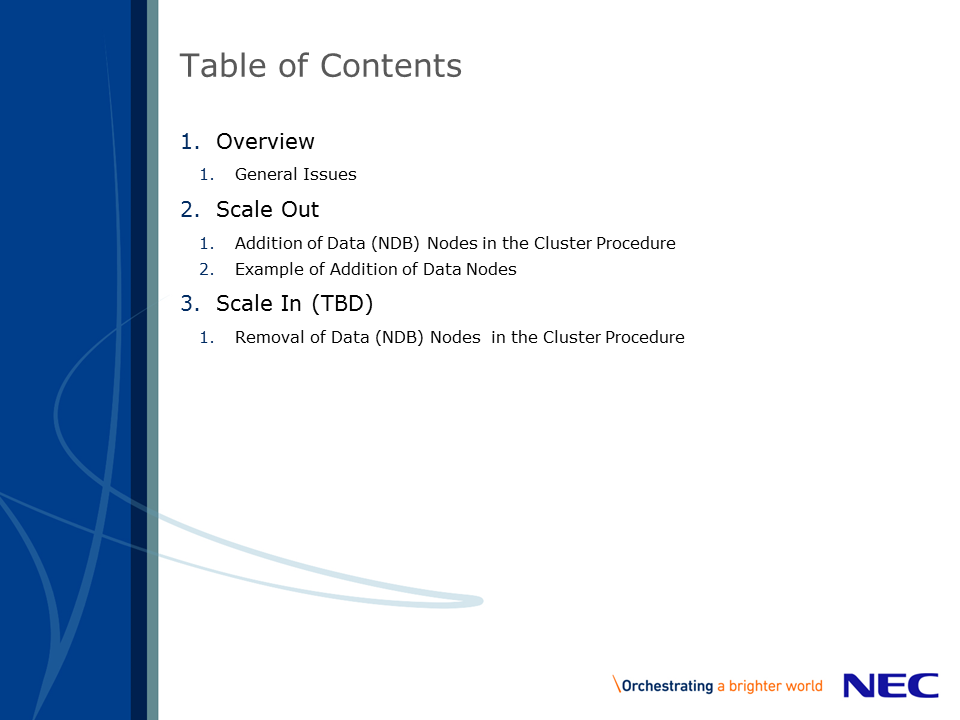 Table of Contents
1. Overview
1. General Issues
2. Scale Out
1. Addition of Data (NDB) Nodes in the Cluster Procedure
2. Example of Addition of Data Nodes
3. Scale In (TBD)
1. Removal of Data (NDB) Nodes  in the Cluster Procedure
\Orchestrating a brighter world NEC